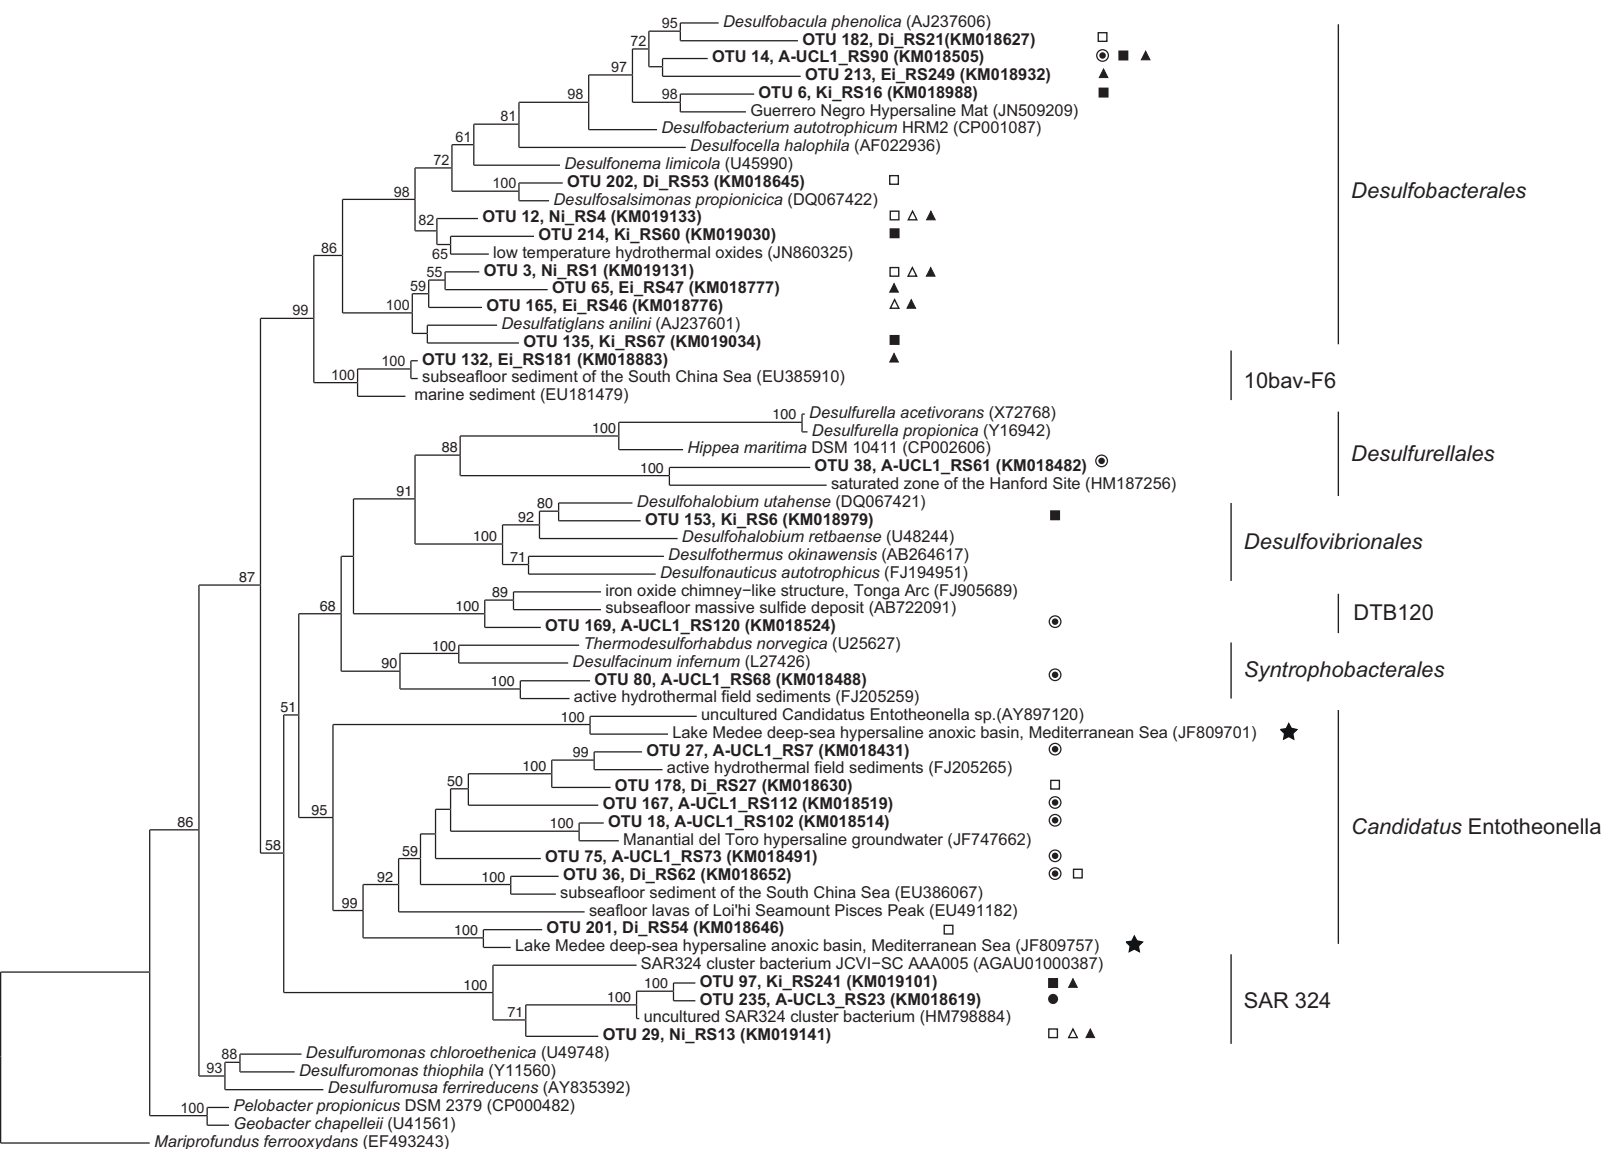 95 Desulfobacula phenolica (AJ237606)
OTU 182, Di_RS21(KM018627)
72 OTU 14, A-UCL1_RS90 (KM018505)
97 OTU 213, Ei_RS249 (KM018932)
98 98 OTU 6, Ki_RS16 (KM018988)
Guerrero Negro Hypersaline Mat (JN509209)
81 Desulfobacterium autotrophicum HRM2 (CP001087)
61 Desulfocella halophila (AF022936)
72 Desulfonema limicola (U45990)
100 OTU 202, Di_RS53 (KM018645)
98 Desulfosalsimonas propionicica (DQ067422)
Desulfobacterales
82 OTU 12, Ni_RS4 (KM019133)
OTU 214, Ki_RS60 (KM019030)
86 65 low temperature hydrothermal oxides (JN860325)
55 OTU 3, Ni_RS1 (KM019131)
59 OTU 65, Ei_RS47 (KM018777)
99 100 OTU 165, Ei_RS46 (KM018776)
Desulfatiglans anilini (AJ237601)
OTU 135, Ki_RS67 (KM019034)
100 OTU 132, Ei_RS181 (KM018883)
100 subseafloor sediment of the South China Sea (EU385910)
10bav-F6
marine sediment (EU181479)
100 Desulfurella acetivorans (X72768)
100 Desulfurella propionica (Y16942)
88 Hippea maritima DSM 10411 (CP002606)
Desulfurellales
100 OTU 38, A-UCL1_RS61 (KM018482)
saturated zone of the Hanford Site (HM187256)
91 80 Desulfohalobium utahense (DQ067421)
92 OTU 153, Ki_RS6 (KM018979)
100 Desulfohalobium retbaense (U48244)
Desulfovibrionales
71 Desulfothermus okinawensis (AB264617)
Desulfonauticus autotrophicus (FJ194951)
87 89 iron oxide chimney−like structure, Tonga Arc (FJ905689)
68 100 subseafloor massive sulfide deposit (AB722091)
DTB120
OTU 169, A-UCL1_RS120 (KM018524)
100 Thermodesulforhabdus norvegica (U25627)
90 Desulfacinum infernum (L27426)
Syntrophobacterales
100 OTU 80, A-UCL1_RS68 (KM018488)
active hydrothermal field sediments (FJ205259)
51 100 uncultured Candidatus Entotheonella sp.(AY897120)
Lake Medee deep-sea hypersaline anoxic basin, Mediterranean Sea (JF809701)
99 OTU 27, A-UCL1_RS7 (KM018431)
100 active hydrothermal field sediments (FJ205265)
50 OTU 178, Di_RS27 (KM018630)
95 OTU 167, A-UCL1_RS112 (KM018519)
86 100 OTU 18, A-UCL1_RS102 (KM018514)
Candidatus Entotheonella
Manantial del Toro hypersaline groundwater (JF747662)
58 59 OTU 75, A-UCL1_RS73 (KM018491)
92 100 OTU 36, Di_RS62 (KM018652)
subseafloor sediment of the South China Sea (EU386067)
99 seafloor lavas of Loi'hi Seamount Pisces Peak (EU491182)
100 OTU 201, Di_RS54 (KM018646)
Lake Medee deep-sea hypersaline anoxic basin, Mediterranean Sea (JF809757)
SAR324 cluster bacterium JCVI−SC AAA005 (AGAU01000387)
100 100 OTU 97, Ki_RS241 (KM019101)
100 OTU 235, A-UCL3_RS23 (KM018619)
SAR 324
71 uncultured SAR324 cluster bacterium (HM798884)
OTU 29, Ni_RS13 (KM019141)
88 Desulfuromonas chloroethenica (U49748)
93 Desulfuromonas thiophila (Y11560)
Desulfuromusa ferrireducens (AY835392)
100 Pelobacter propionicus DSM 2379 (CP000482)
Geobacter chapelleii (U41561)
Mariprofundus ferrooxydans (EF493243)